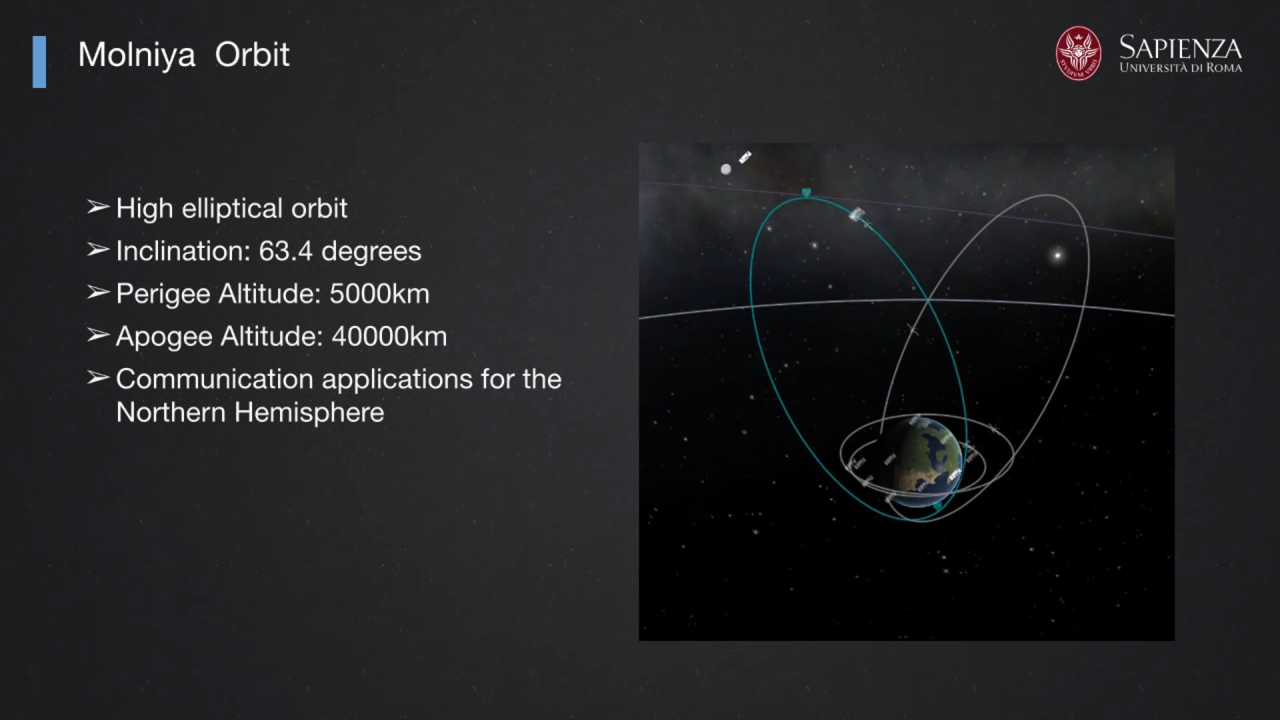 Molniya Orbit
SAPIENZA
UNIVERSITÀ DI ROMA
➢ High elliptical orbit
➢ Inclination: 63.4 degrees
➢ Perigee Altitude: 5000km
➢ Apogee Altitude: 40000km
➢ Communication applications for the
Northern Hemisphere